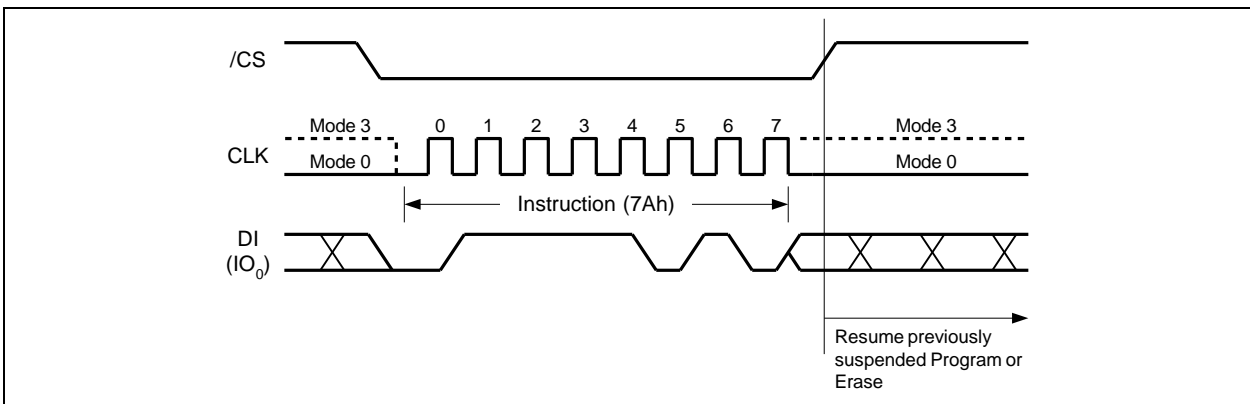 /CS
Mode 3 0 1 2 3 4 5 6 7 Mode 3
CLK
Mode 0 Mode 0
Instruction (7Ah)
DI
(IO0)
Resume previously
suspended Program or
Erase